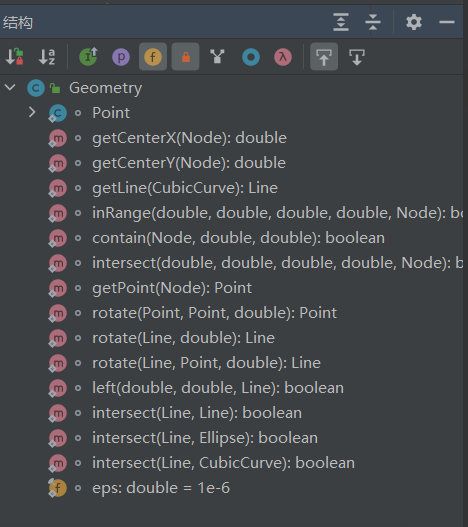 结构
Geometry
Point
getCenterX(Node): double
getCenterY(Node): double
getLine(CubicCurve): Line
inRange(double, double, double, double, Node): bo
contain(Node, double, double): boolean
intersect(double, double, double, double, Node): b
getPoint(Node): Point
rotate(Point, Point, double): Point
rotate(Line, double): Line
rotate(Line, Point, double): Line
left(double, double, Line): boolean
intersect(Line, Line): boolean
intersect(Line, Ellipse): boolean
intersect(Line, CubicCurve): boolean
eps: double = 1e-6